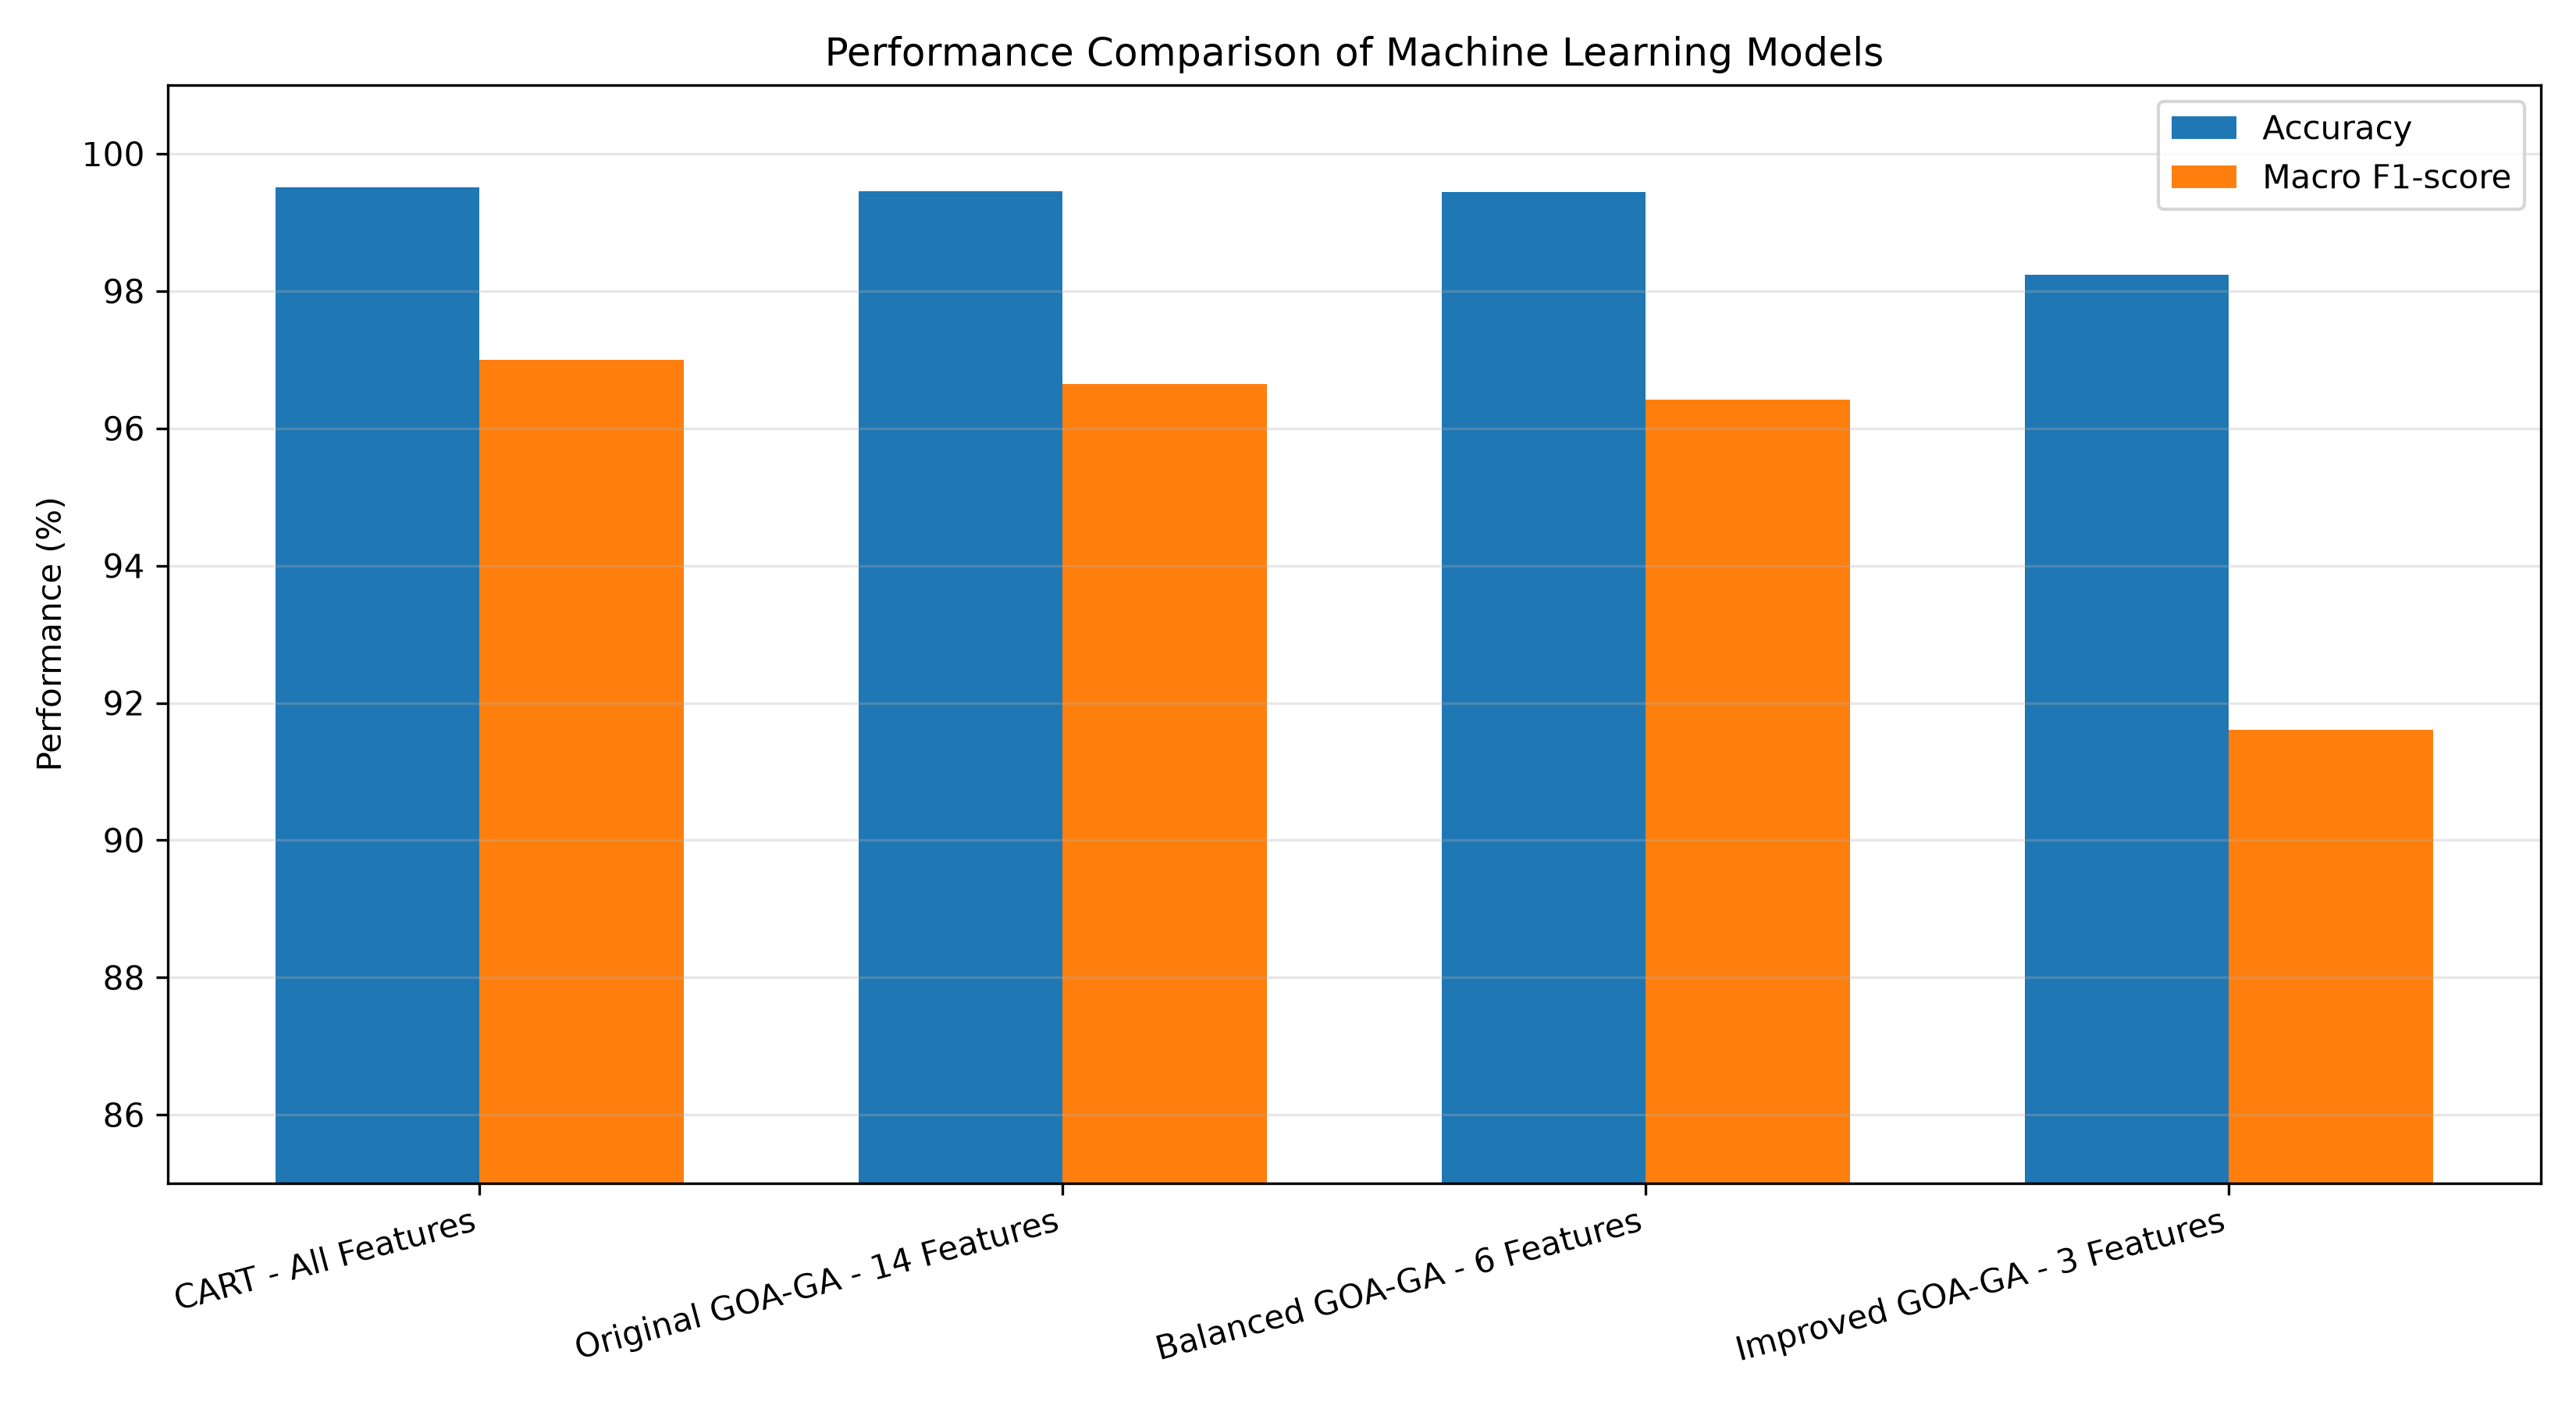 Performance Comparison of Machine Learning Models
Accuracy
Macro F1-score
Performance (%)
100
98
96
94
92
90
88
86
CART - All Features
Original GOA-GA - 14 Features
Balanced GOA-GA - 6 Features
Improved GOA-GA - 3 Features